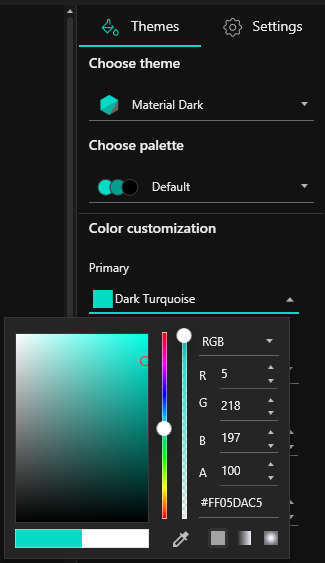 Themes Settings
Choose theme
Material Dark
Choose palette
Default
Color customization
Primary
Dark Turquoise
RGB
R 5
G 218
B 197
A 100
#FF05DAC5